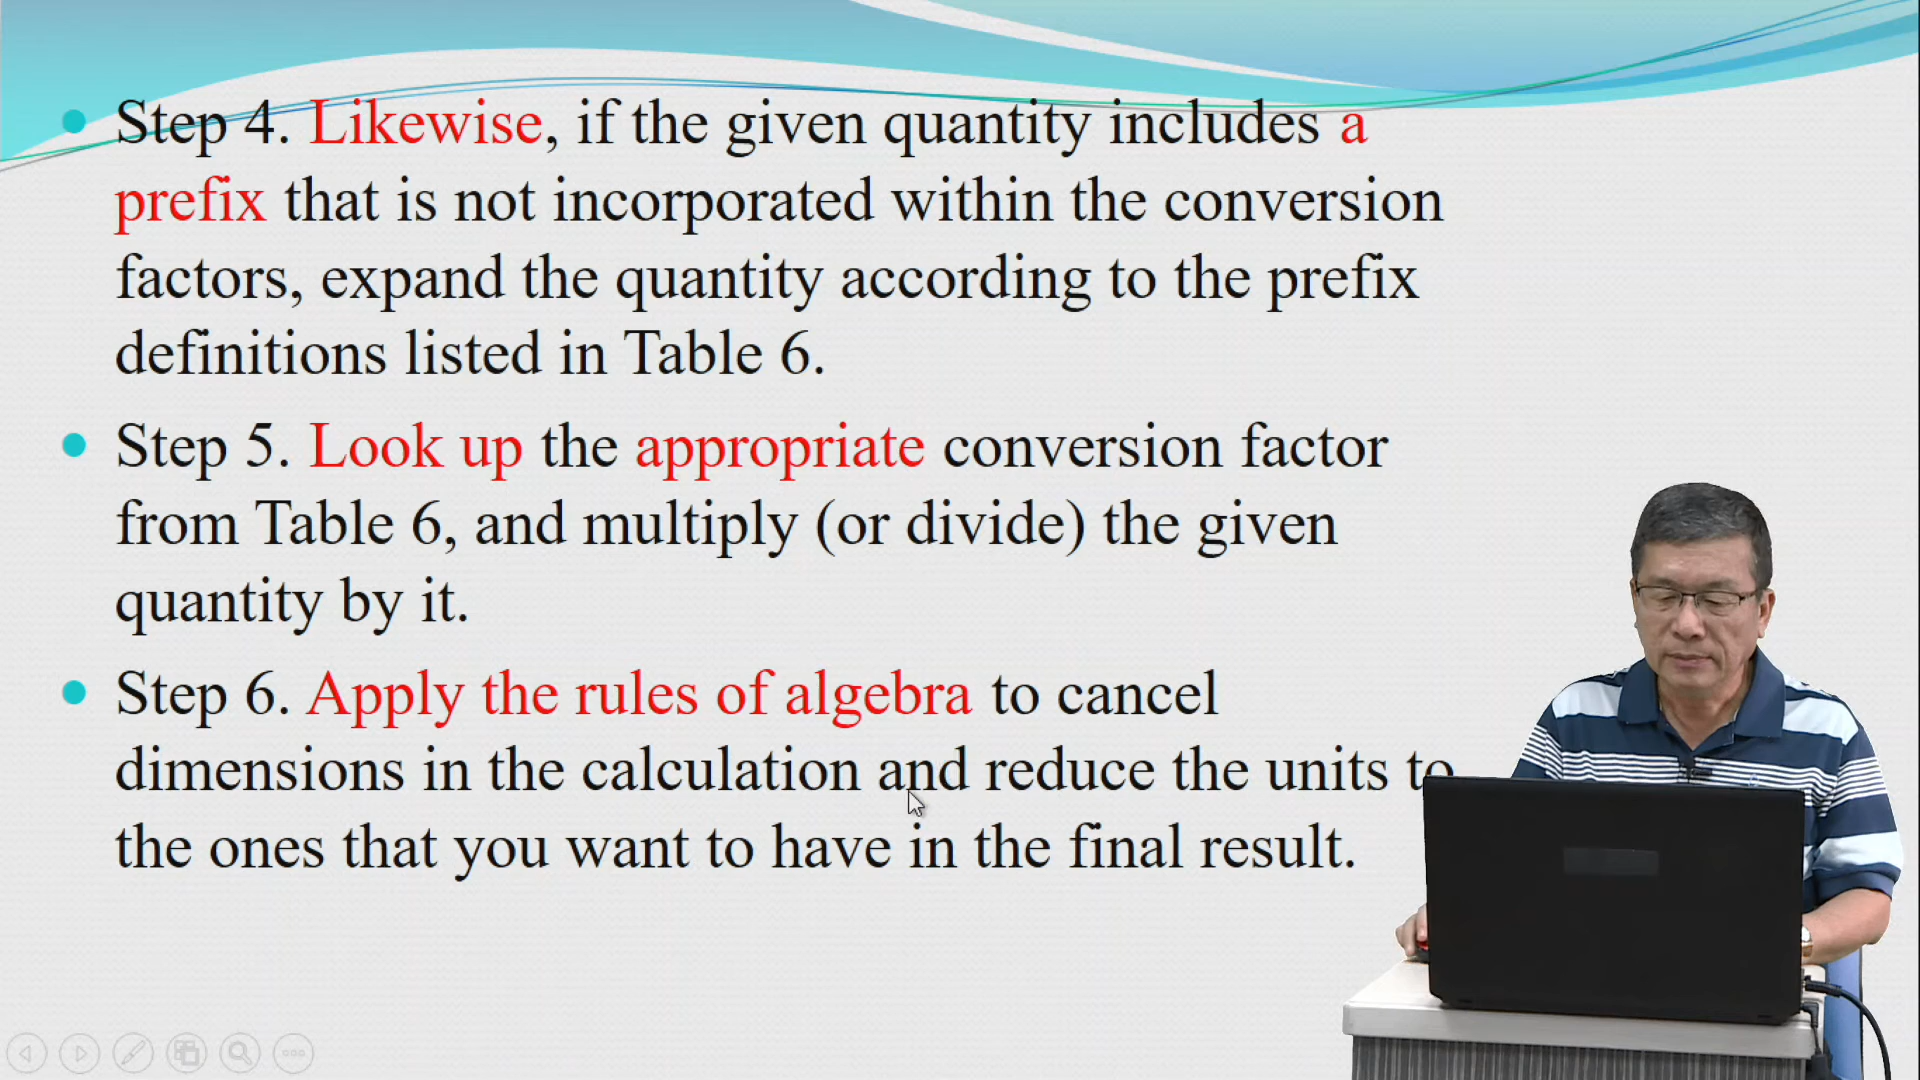 Step 4. Likewise, if the given quantity includes a
prefix that is not incorporated within the conversion
factors, expand the quantity according to the prefix
definitions listed in Table 6.
Step 5. Look up the appropriate conversion factor
from Table 6, and multiply (or divide) the given
quantity by it.
Step 6. Apply the rules of algebra to cancel
dimensions in the calculation and reduce the units to
the ones that you want to have in the final result.